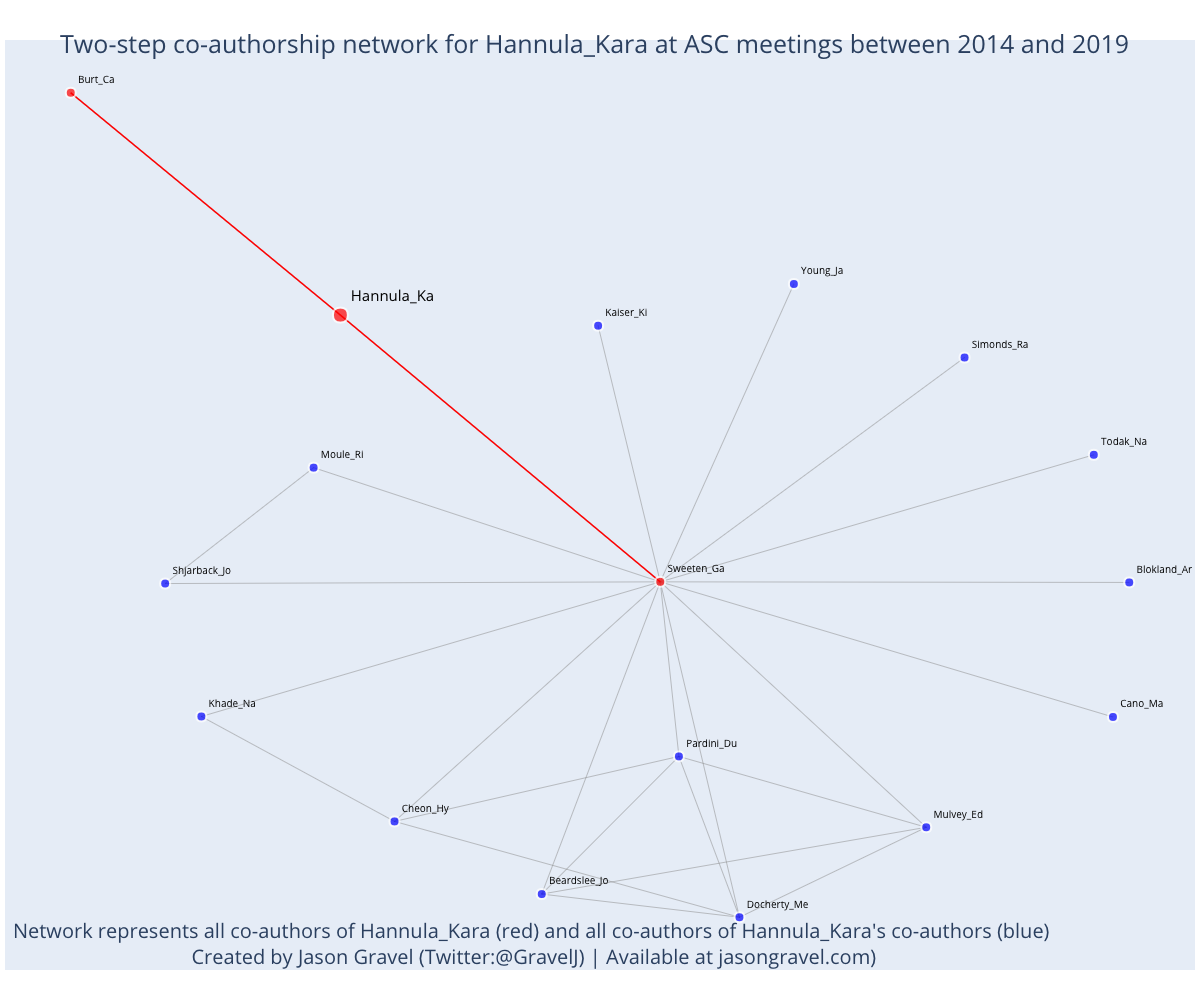 Two-step co-authorship network for Hannula_Kara at ASC meetings between 2014 and 2019
Burt_Ca
Young_Ja
Hannula_Ka
Kaiser_Ki
Simonds_Ra
Todak_Na
Moule_Ri
Sweeten_Ga
Blokland_Ar
Shjarback_Jo
Khade_Na
Cano_Ma
Pardini_Du
Cheon_Hy
Mulvey_Ed
Beardslee_Jo
Docherty_Me
Network represents all co-authors of Hannula_Kara (red) and all co-authors of Hannula_Kara's co-authors (blue)
Created by Jason Gravel (Twitter:@GravelJ) | Available at jasongravel.com)